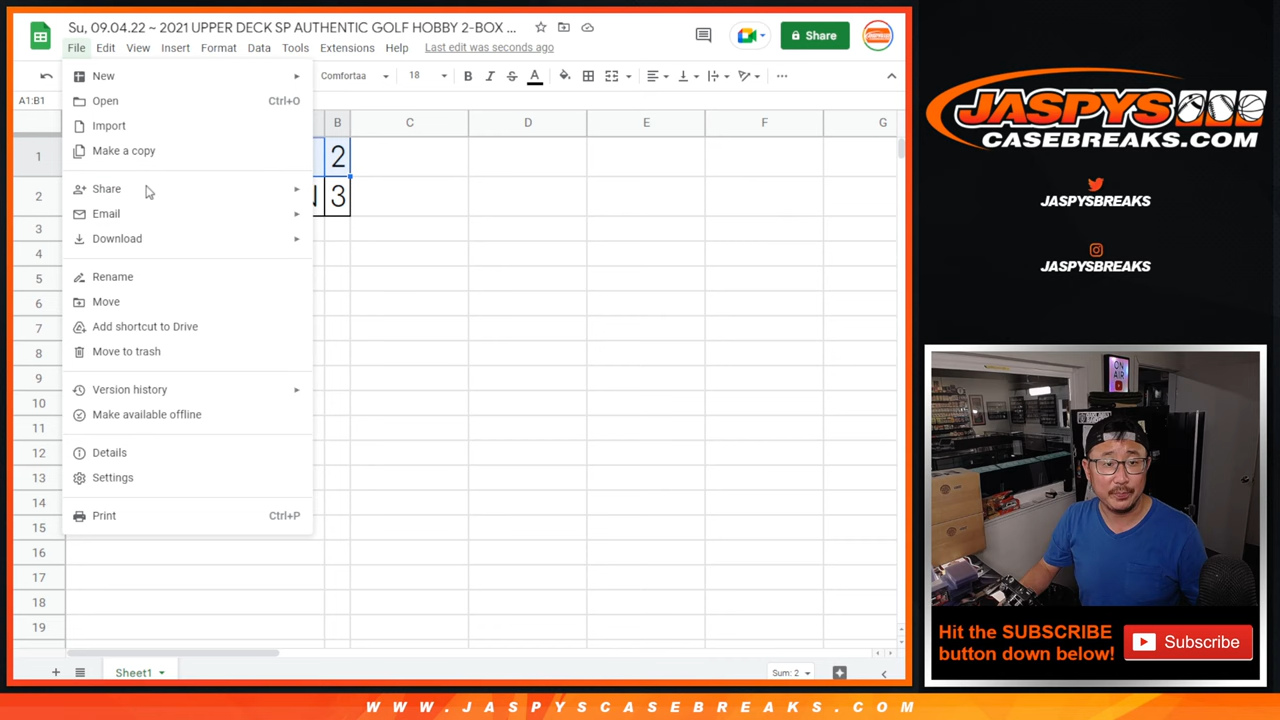 Su, 09.04.22 ~ 2021 UPPER DECK SP AUTHENTIC GOLF HOBBY 2-BOX ...
File Edit View Insert Format Data Tools Extensions Help Last edit was seconds ago
Share
Comfortaa 18 B I S A
A1:B1
New
Open Ctrl+O
Import
Make a copy
Share
Email
Download
Rename
Move
Add shortcut to Drive
Move to trash
Version history
Make available offline
Details
Settings
Print Ctrl+P
B C D E F G
1 2
2 N 3
3
4
5
6
7
8
9
10
11
12
13
14
15
16
17
18
19
Sheet1
Sum: 2
JASPYS
CASEBREAKS.COM
JASPYSBREAKS
JASPYSBREAKS
ON
AIR
Hit the SUBSCRIBE
button down below!
Subscribe
WWW.JASPYSCASEBREAKS.COM